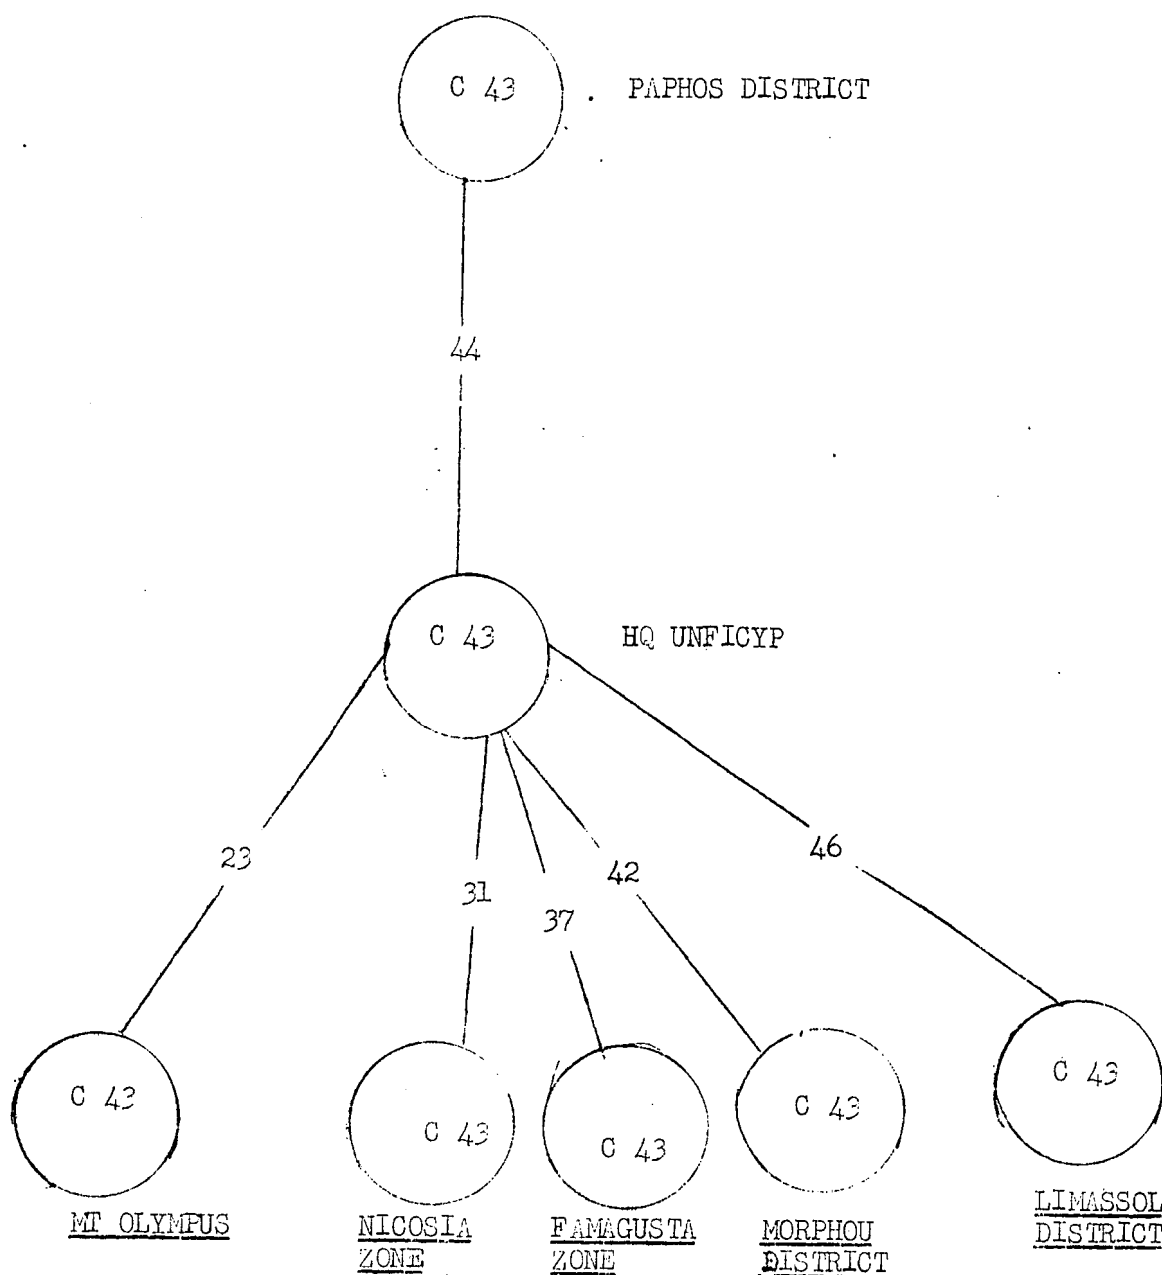 C 43
PAPHOS DISTRICT
44
C 43
HQ UNFICYP
23
31
37
42
46
C 43
C 43
C 43
C 43
C 43
MT OLYMPUS
NICOSIA
ZONE
FAMAGUSTA
ZONE
MORPHOU
DISTRICT
LIMASSOL
DISTRICT